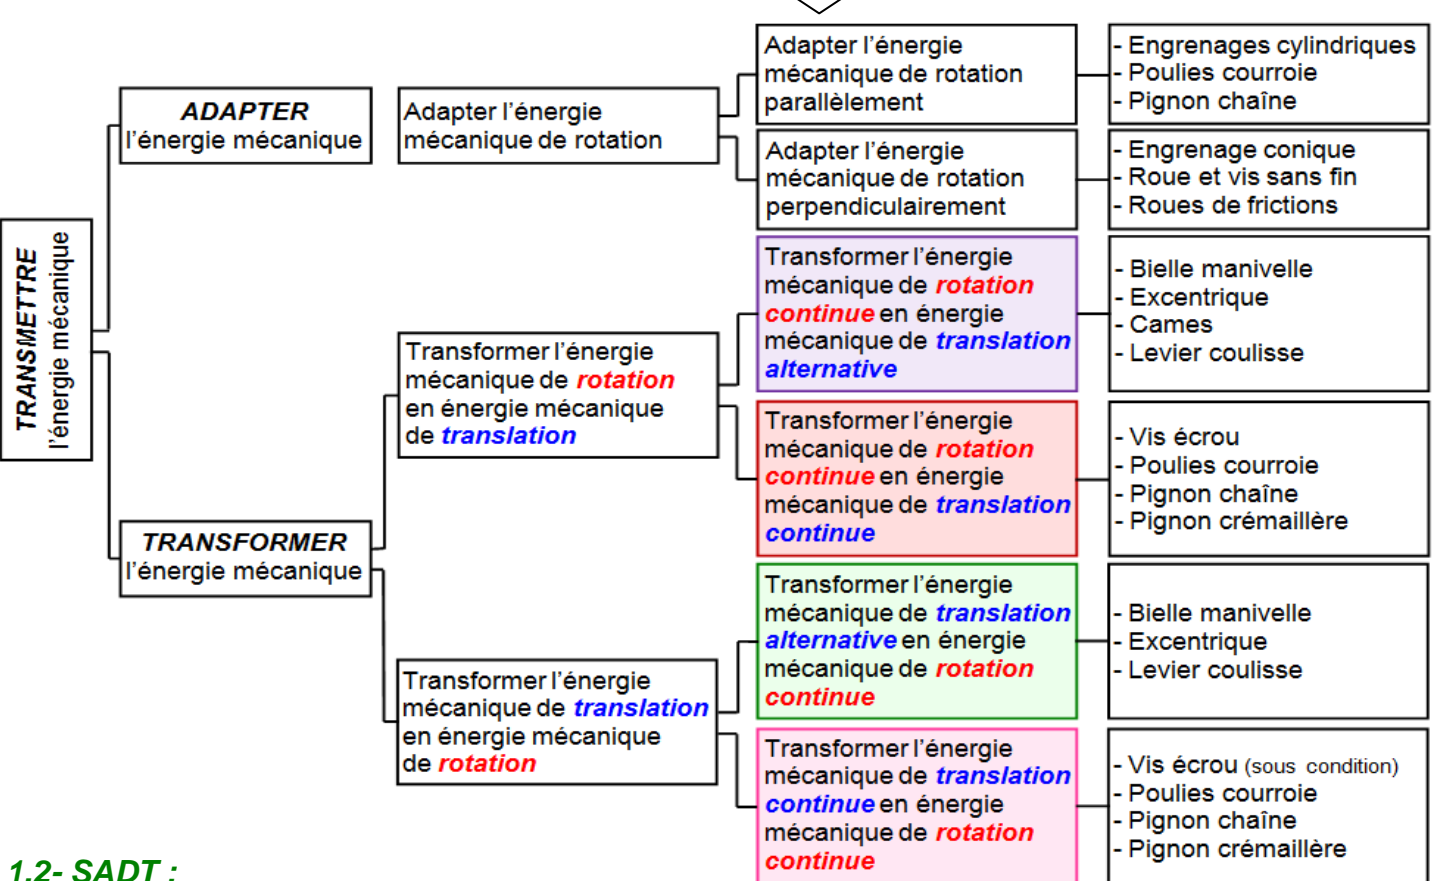 TRANSMETTRE
l'énergie mécanique
ADAPTER
l'énergie mécanique
Adapter l'énergie
mécanique de rotation
Adapter l'énergie
mécanique de rotation
parallèlement
- Engrenages cylindriques
- Poulies courroie
- Pignon chaîne
Adapter l'énergie
mécanique de rotation
perpendiculairement
- Engrenage conique
- Roue et vis sans fin
- Roues de frictions
TRANSFORMER
l'énergie mécanique
Transformer l'énergie
mécanique de rotation
en énergie mécanique
de translation
Transformer l'énergie
mécanique de rotation
continue en énergie
mécanique de translation
alternative
- Bielle manivelle
- Excentrique
- Cames
- Levier coulisse
Transformer l'énergie
mécanique de rotation
continue en énergie
mécanique de translation
continue
- Vis écrou
- Poulies courroie
- Pignon chaîne
- Pignon crémaillère
Transformer l'énergie
mécanique de translation
en énergie mécanique
de rotation
Transformer l'énergie
mécanique de translation
alternative en énergie
mécanique de rotation
continue
- Bielle manivelle
- Excentrique
- Levier coulisse
Transformer l'énergie
mécanique de translation
continue en énergie
mécanique de rotation
continue
- Vis écrou (sous condition)
- Poulies courroie
- Pignon chaîne
- Pignon crémaillère
1.2- SADT :